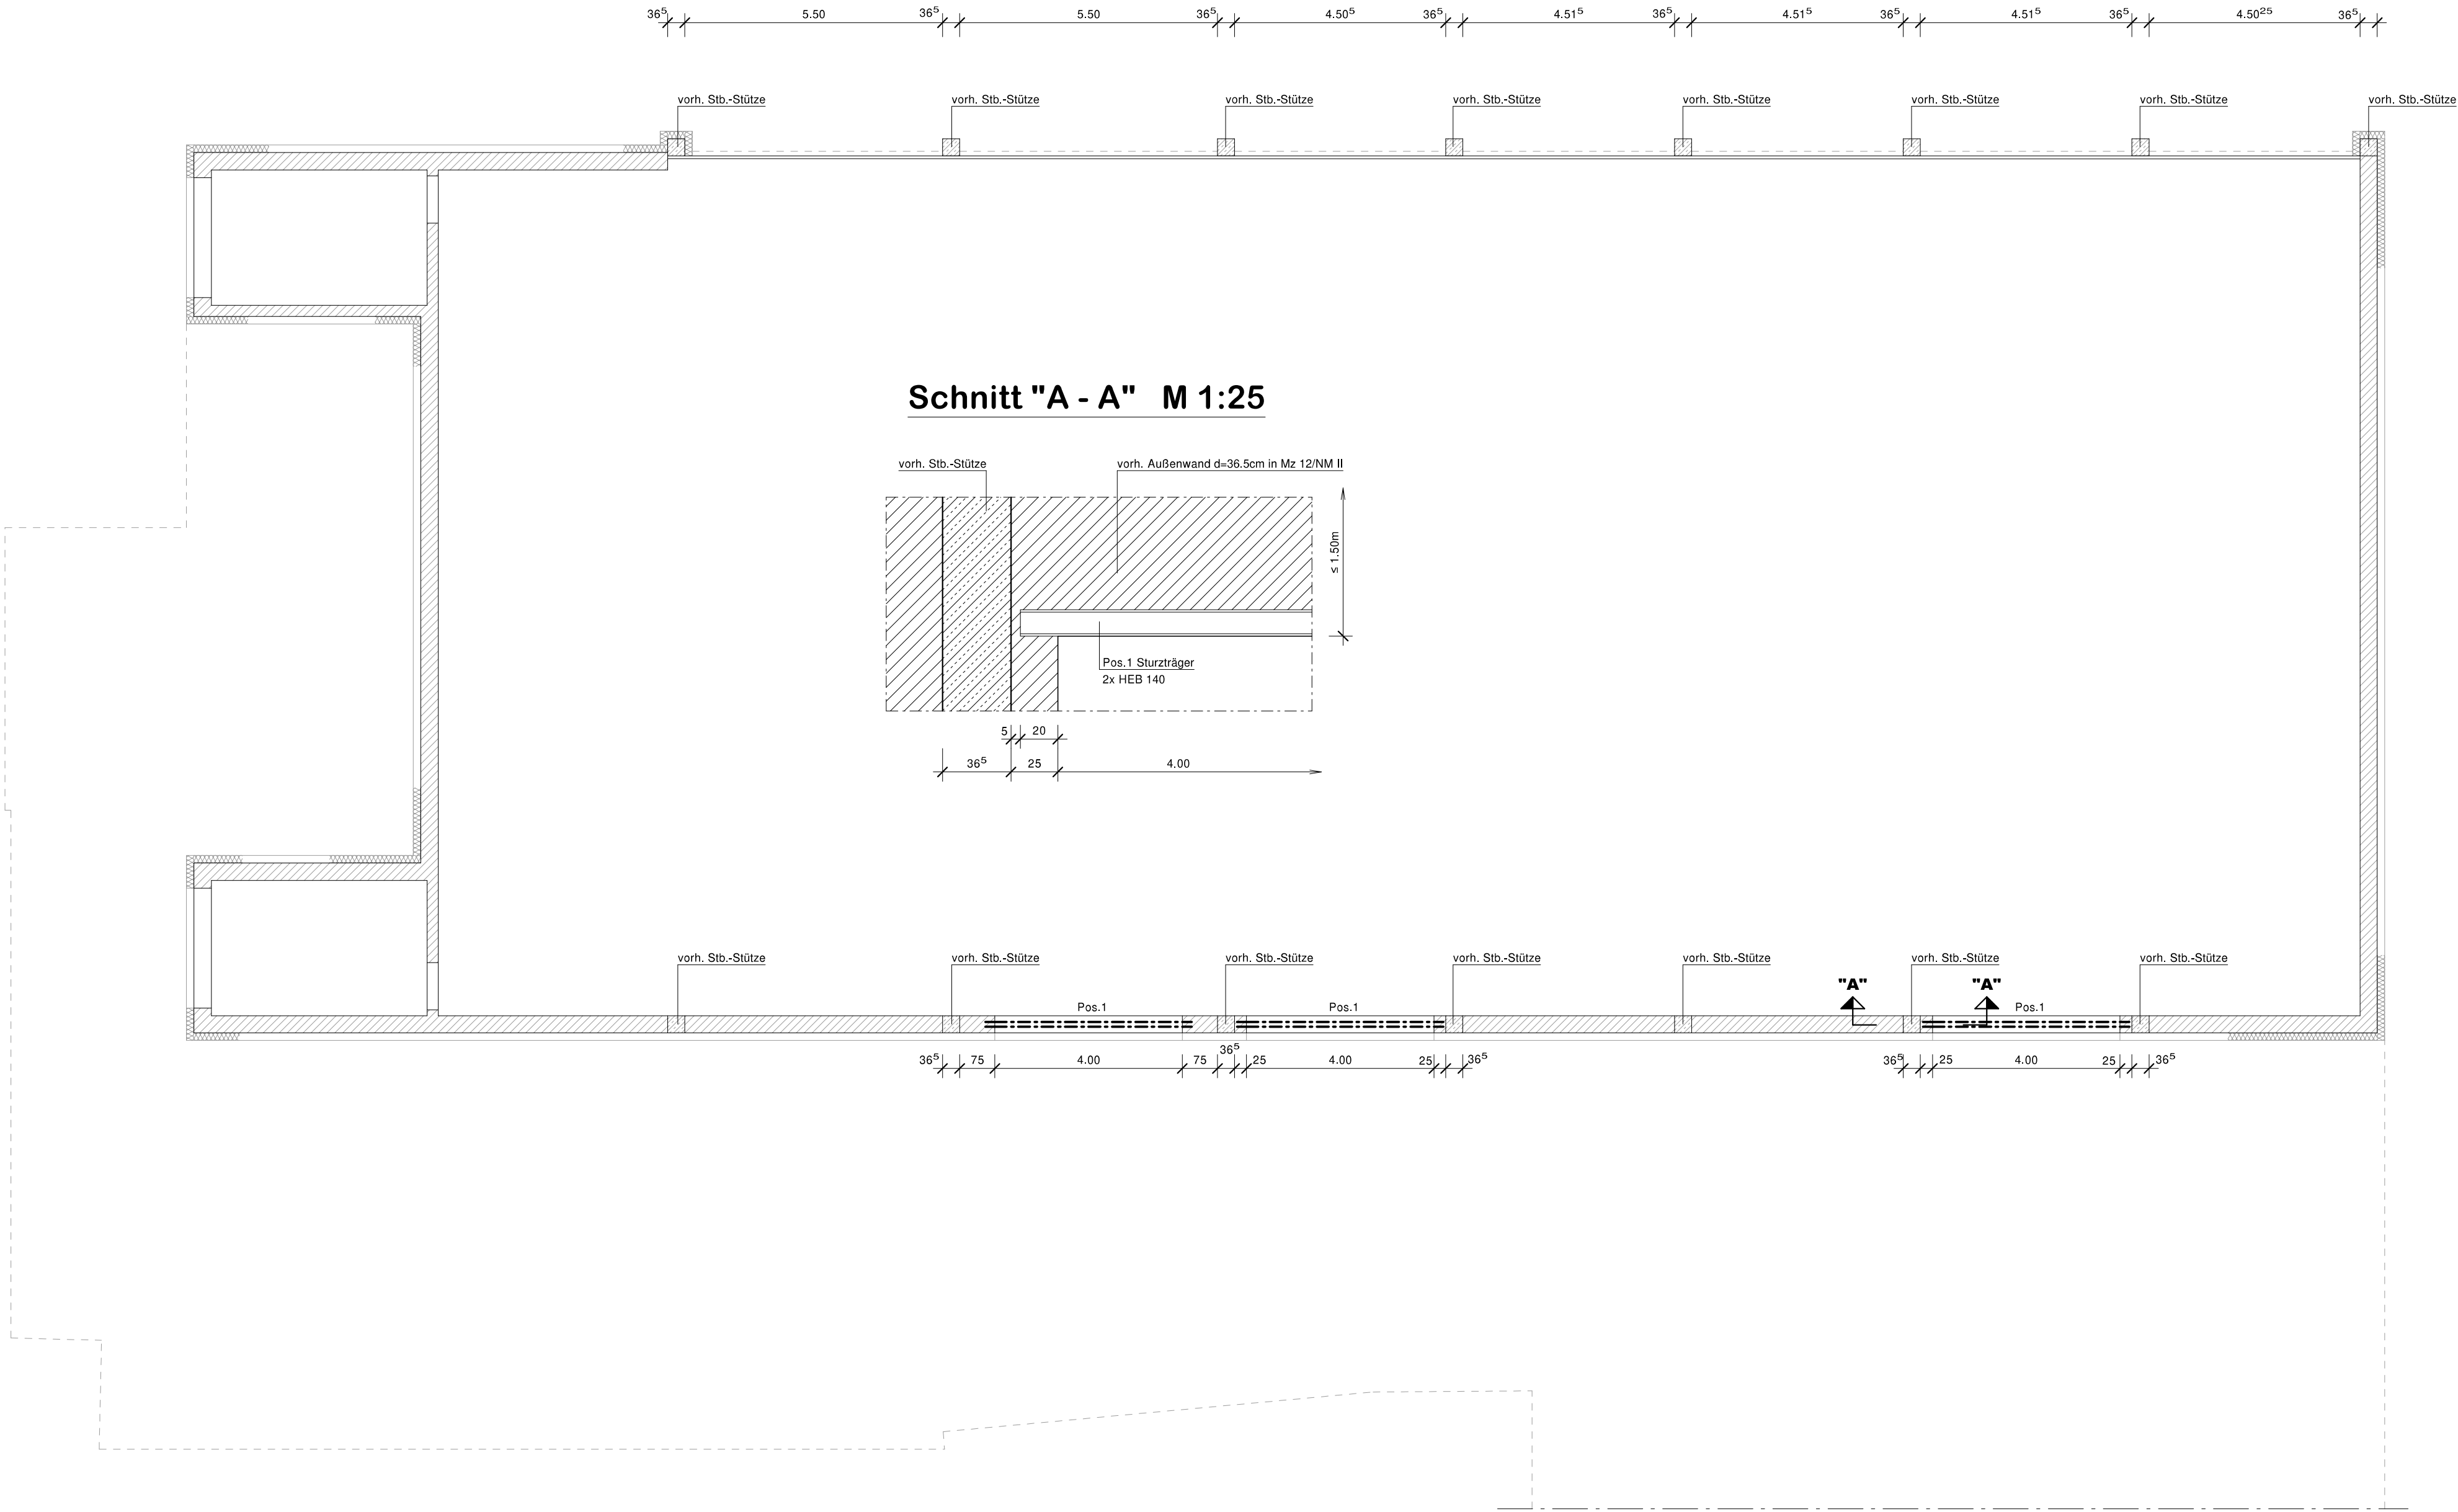 36⁵ 5.50 36⁵ 5.50 36⁵ 4.50⁵ 36⁵ 4.51⁵ 36⁵ 4.51⁵ 36⁵ 4.51⁵ 36⁵ 4.50²⁵ 36⁵
vorh. Stb.-Stütze vorh. Stb.-Stütze vorh. Stb.-Stütze vorh. Stb.-Stütze vorh. Stb.-Stütze vorh. Stb.-Stütze vorh. Stb.-Stütze vorh. Stb.-Stütze
Schnitt "A - A" M 1:25
vorh. Stb.-Stütze vorh. Außenwand d=36.5cm in Mz 12/NM II
≤ 1.50m
Pos.1 Sturzträger
2x HEB 140
5 20
36⁵ 25 4.00
vorh. Stb.-Stütze vorh. Stb.-Stütze vorh. Stb.-Stütze vorh. Stb.-Stütze vorh. Stb.-Stütze vorh. Stb.-Stütze vorh. Stb.-Stütze
"A" "A"
Pos.1 Pos.1 Pos.1
36⁵ 75 4.00 75 36⁵ 25 4.00 25 36⁵ 36⁵ 25 4.00 25 36⁵